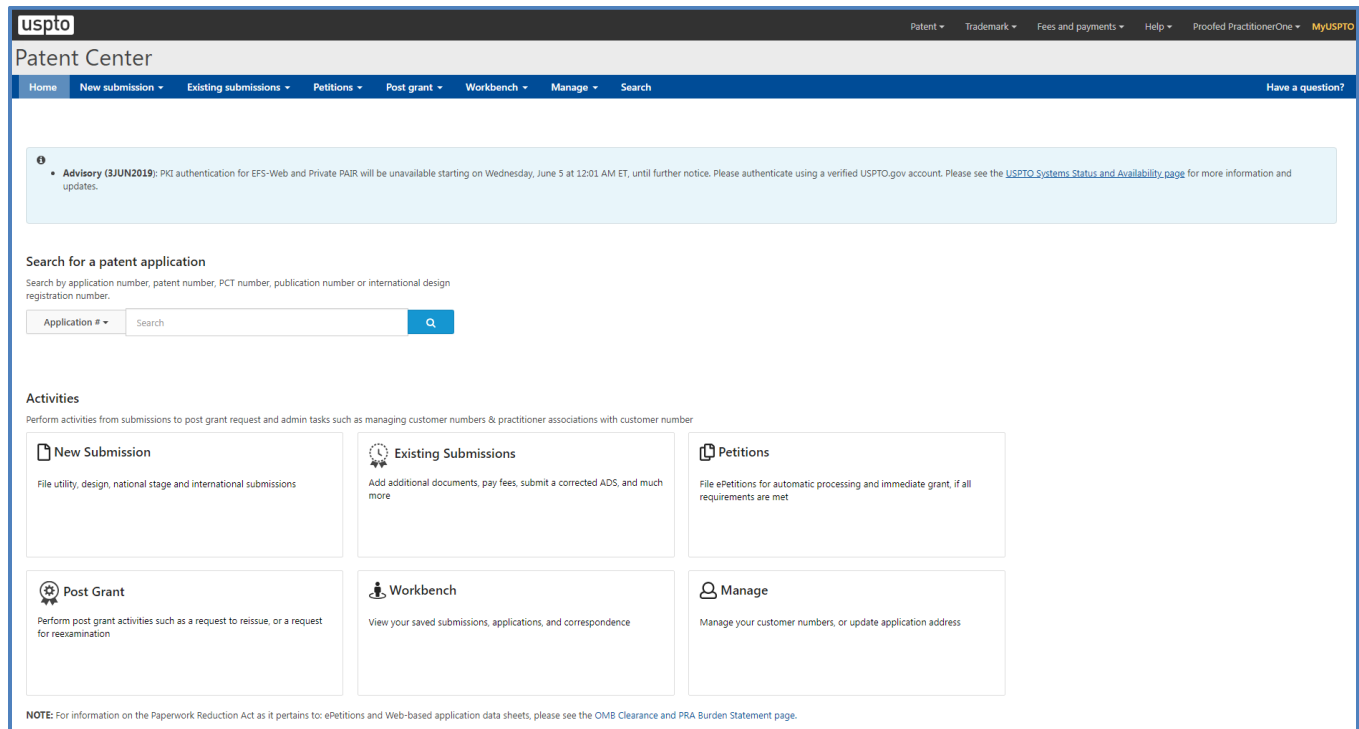 uspto
Patent Trademark Fees and payments Help Proofed PractitionerOne MyUSPTO
Patent Center
Home New submission Existing submissions Petitions Post grant Workbench Manage Search Have a question?
Advisory (3JUN2019): PKI authentication for EFS-Web and Private PAIR will be unavailable starting on Wednesday, June 5 at 12:01 AM ET, until further notice. Please authenticate using a verified USPTO.gov account. Please see the USPTO Systems Status and Availability page for more information and
updates.
Search for a patent application
Search by application number, patent number, PCT number, publication number or international design
registration number.
Application # Search
Activities
Perform activities from submissions to post grant request and admin tasks such as managing customer numbers & practitioner associations with customer number
New Submission
File utility, design, national stage and international submissions
Existing Submissions
Add additional documents, pay fees, submit a corrected ADS, and much
more
Petitions
File ePetitions for automatic processing and immediate grant, if all
requirements are met
Post Grant
Perform post grant activities such as a request to reissue, or a request
for reexamination
Workbench
View your saved submissions, applications, and correspondence
Manage
Manage your customer numbers, or update application address
NOTE: For information on the Paperwork Reduction Act as it pertains to: ePetitions and Web-based application data sheets, please see the OMB Clearance and PRA Burden Statement page.